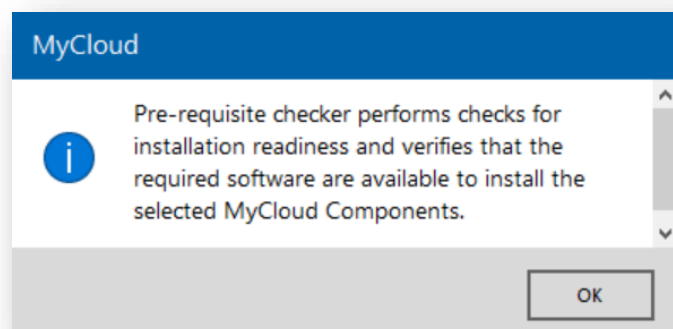 MyCloud
Pre-requisite checker performs checks for
installation readiness and verifies that the
required software are available to install the
selected MyCloud Components.
OK